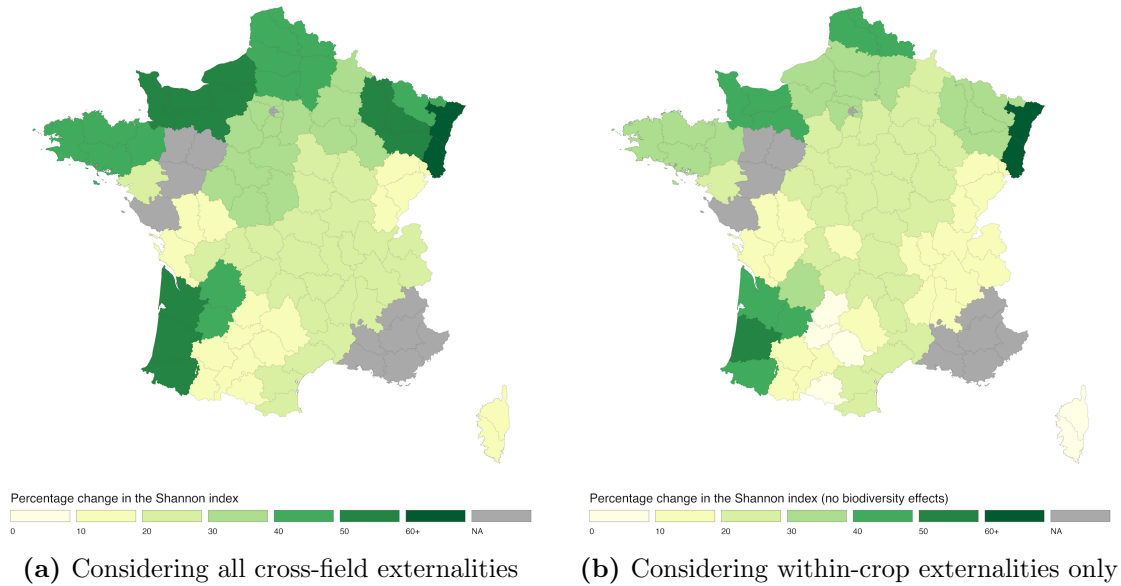 Percentage change in the Shannon index
0 10 20 30 40 50 60+ NA
(a) Considering all cross-field externalities
Percentage change in the Shannon index (no biodiversity effects)
0 10 20 30 40 50 60+ NA
(b) Considering within-crop externalities only